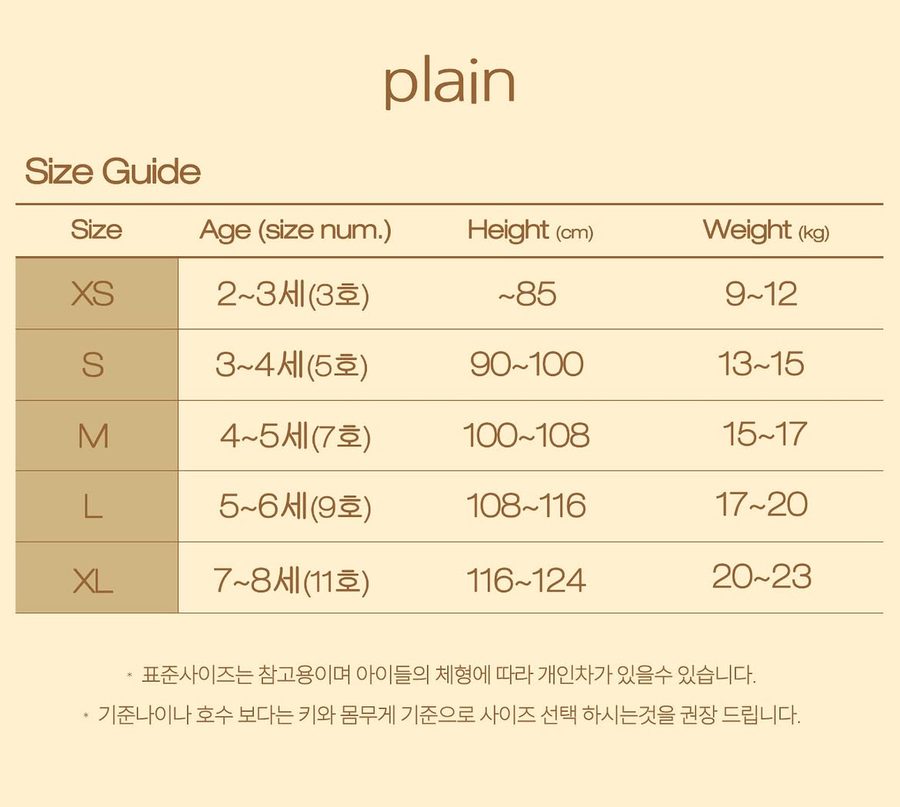 plain
Size Guide
Size Age (size num.) Height (cm) Weight (kg)
XS 2~3세(3호) ~85 9~12
S 3~4세(5호) 90~100 13~15
M 4~5세(7호) 100~108 15~17
L 5~6세(9호) 108~116 17~20
XL 7~8세(11호) 116~124 20~23
* 표준사이즈는 참고용이며 아이들의 체형에 따라 개인차가 있을수 있습니다.
* 기준나이나 호수 보다는 키와 몸무게 기준으로 사이즈 선택 하시는것을 권장 드립니다.